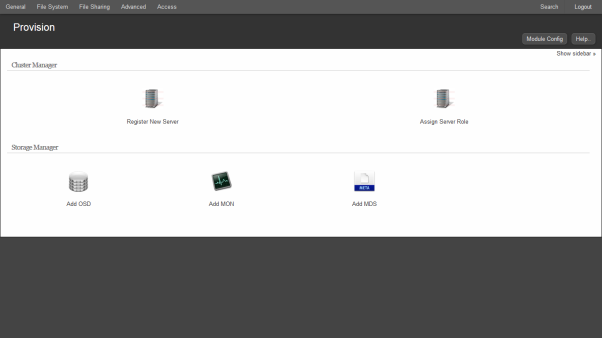 General File System File Sharing Advanced Access Search Logout
Provision
Module Config Help..
Show sidebar »
Cluster Manager
Register New Server Assign Server Role
Storage Manager
META
Add OSD Add MON Add MDS